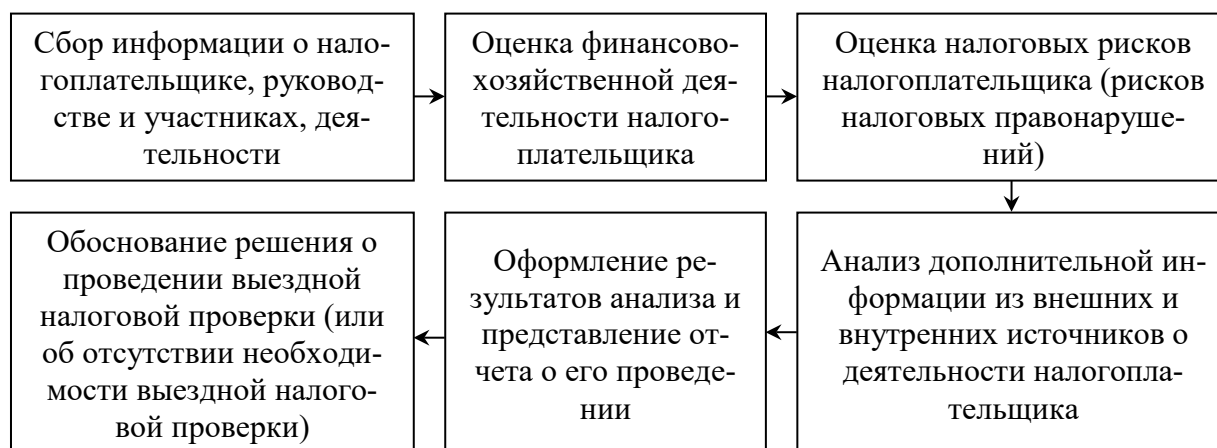 Сбор информации о нало-
гоплательщике, руковод-
стве и участниках, дея-
тельности
Оценка финансово-
хозяйственной дея-
тельности налого-
плательщика
Оценка налоговых рисков
налогоплательщика (рисков
налоговых правонаруше-
ний)
Анализ дополнительной ин-
формации из внешних и
внутренних источников о
деятельности налогопла-
тельщика
Оформление ре-
зультатов анализа и
представление от-
чета о его проведе-
нии
Обоснование решения о
проведении выездной
налоговой проверки (или
об отсутствии необходи-
мости выездной налого-
вой проверки)